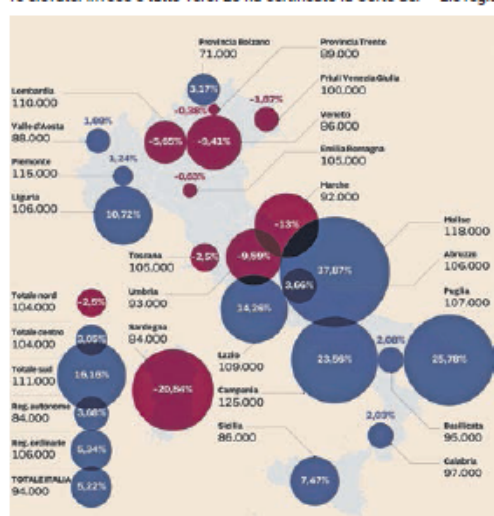 Provincia Bolzano
71.000
Provincia Trento
89.000
Friuli Venezia Giulia
100.000
Lombardia
110.000
3,17%
-0,38%
-1,87%
Veneto
96.000
Valle d'Aosta
88.000
1,88%
-5,65%
-9,41%
Emilia Romagna
105.000
Piemonte
115.000
1,24%
-0,63%
Marche
92.000
Liguria
106.000
10,72%
-13%
Molise
118.000
Toscana
105.000
-2,5%
-9,59%
37,87%
Abruzzo
106.000
3,66%
Puglia
107.000
Totale nord
104.000
-2,5%
Umbria
93.000
14,26%
Totale centro
104.000
3,05%
Sardegna
84.000
Lazio
109.000
23,56%
2,08%
25,78%
Totale sud
111.000
16,16%
-20,84%
Campania
125.000
Reg. autonome
84.000
3,68%
Sicilia
86.000
2,03%
Basilicata
95.000
Reg. ordinarie
106.000
5,34%
Calabria
97.000
TOTALE ITALIA
94.000
5,22%
7,47%